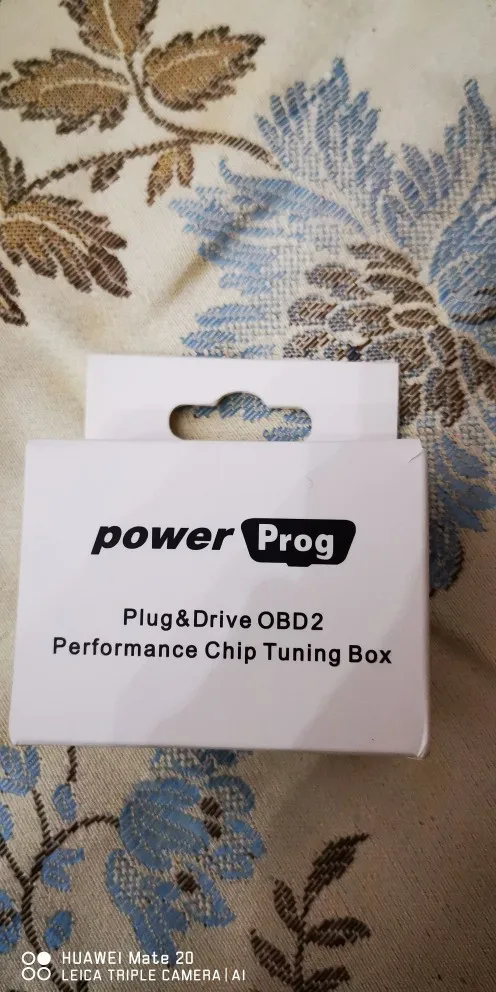 power Prog
Plug&Drive OBD2
Performance Chip Tuning Box
HUAWEI Mate 20
LEICA TRIPLE CAMERA | AI